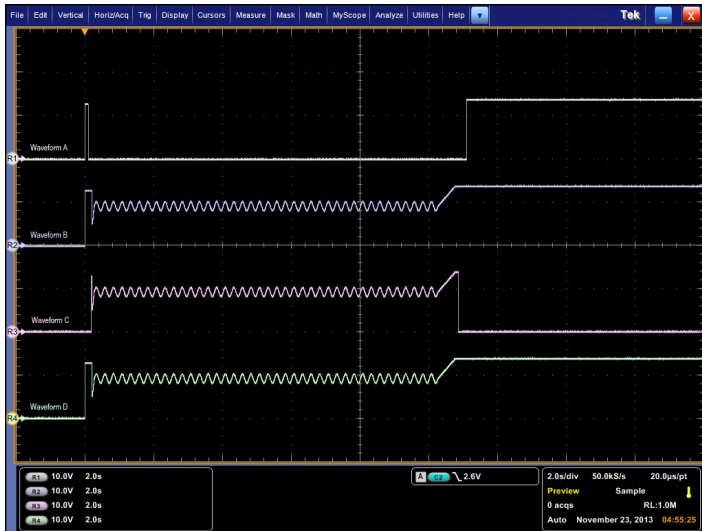 File Edit Vertical Horiz/Acq Trig Display Cursors Measure Mask Math MyScope Analyze Utilities Help Tek X
Waveform A
R1
Waveform B
R2
Waveform C
R3
Waveform D
R4
R1 10.0V 2.0s
R2 10.0V 2.0s
R3 10.0V 2.0s
R4 10.0V 2.0s
A C2 2.6V
2.0s/div 50.0kS/s 20.0µs/pt
Preview Sample
0 acqs RL:1.0M
Auto November 23, 2013 04:55:25